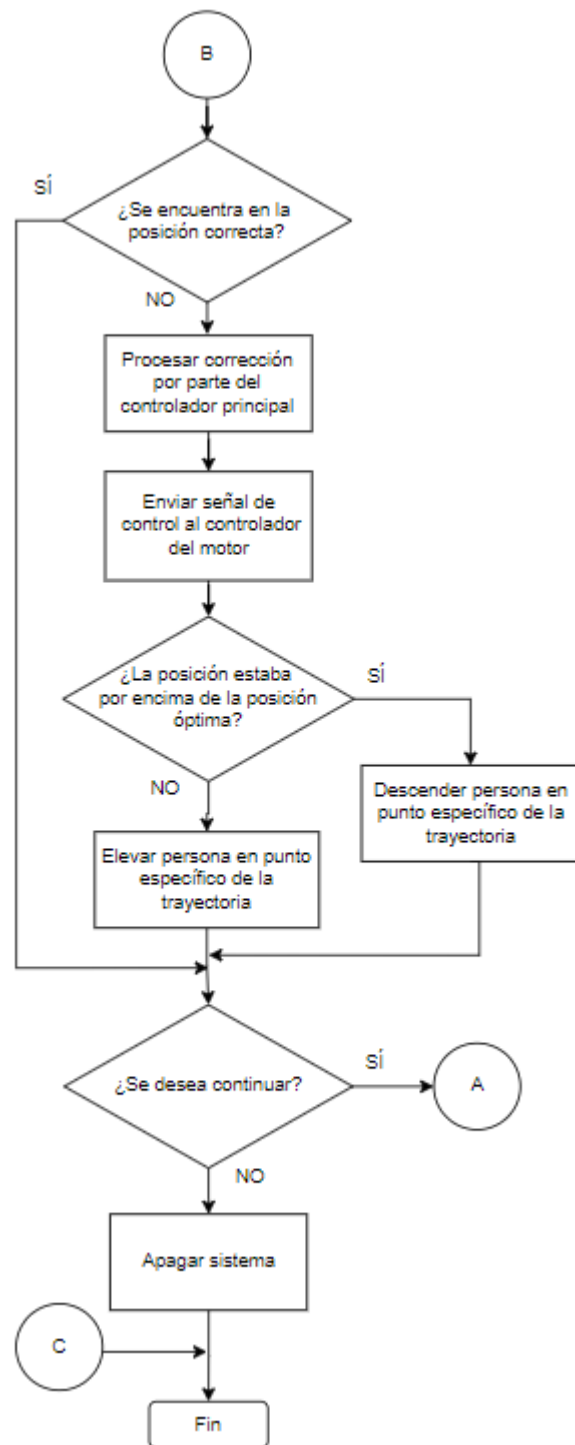 B
SÍ
¿Se encuentra en la
posición correcta?
NO
Procesar corrección
por parte del
controlador principal
Enviar señal de
control al controlador
del motor
¿La posición estaba
por encima de la posición
óptima?
SÍ
NO
Descender persona en
punto específico de la
trayectoria
Elevar persona en punto
específico de la
trayectoria
¿Se desea continuar?
SÍ
A
NO
Apagar sistema
C
Fin